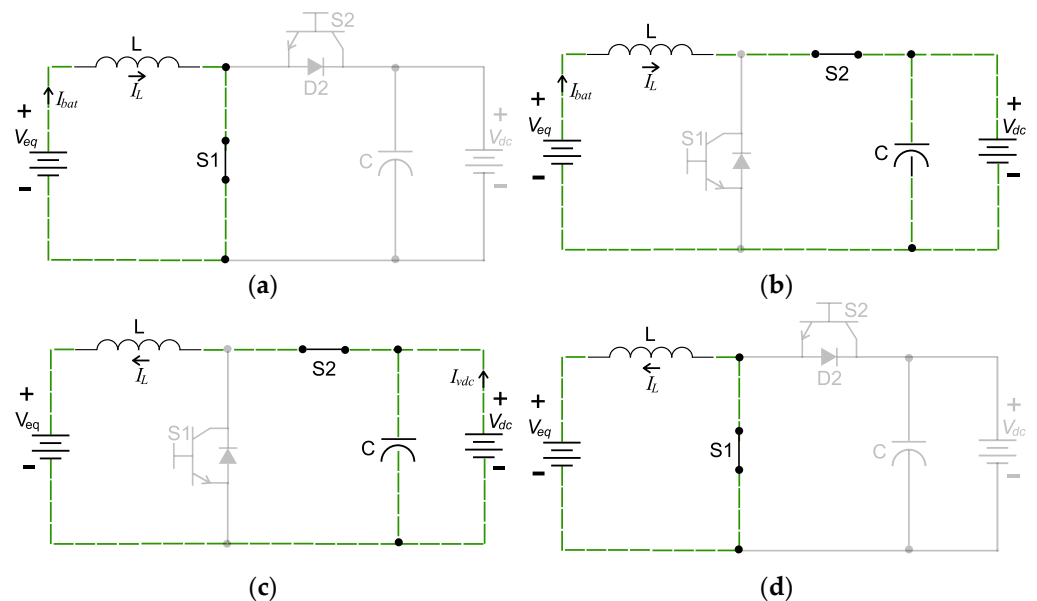 S2
L
I_L
D2
+
I_bat
V_eq
S1
C
+
V_dc
-
-
(a)
L
I_L
S2
+
I_bat
V_eq
S1
C
+
V_dc
-
-
(b)
L
I_L
S2
I_vdc
+
V_eq
S1
C
+
V_dc
-
-
(c)
S2
L
I_L
D2
+
V_eq
S1
C
+
V_dc
-
-
(d)